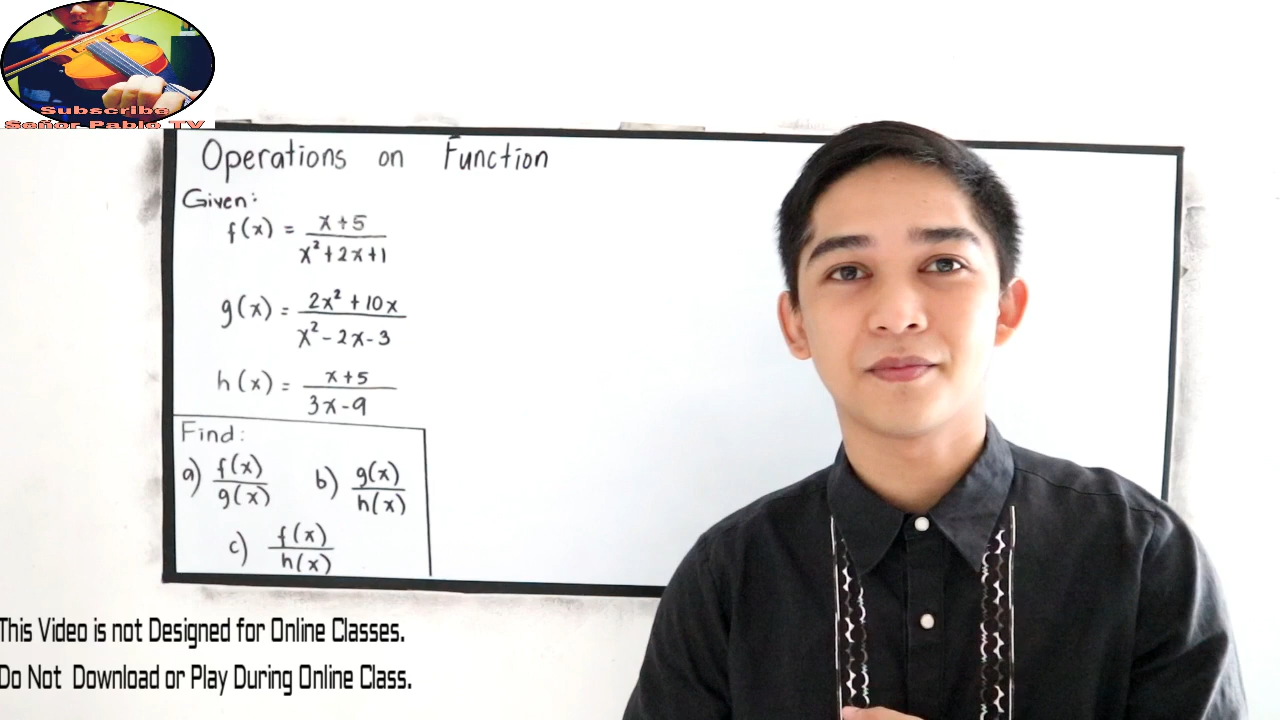 Subscribe
Señor Pablo TV
Operations on Function
Given:
f(x) = x+5
x²+2x+1
g(x) = 2x² + 10x
x² - 2x - 3
h(x) = x+5
3x - 9
Find:
a) f(x)
g(x)
b) g(x)
h(x)
c) f(x)
h(x)
This Video is not Designed for Online Classes.
Do Not Download or Play During Online Class.